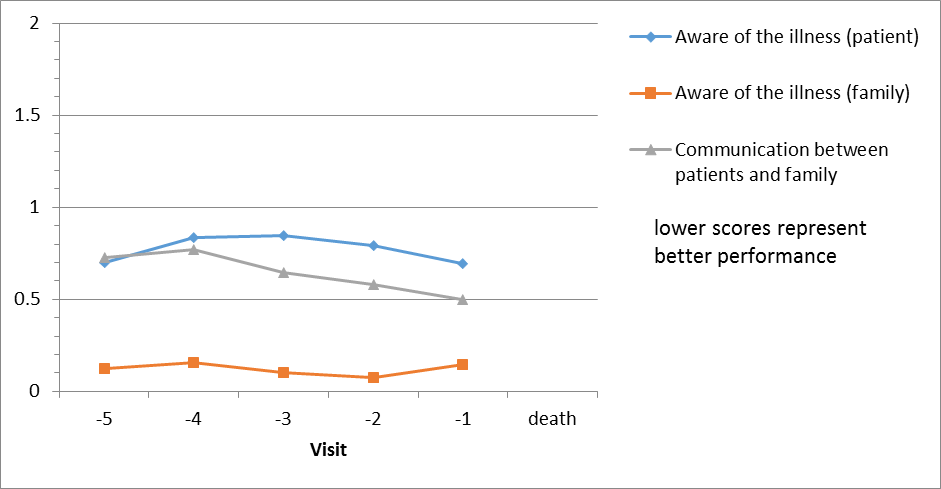 2
1.5
1
0.5
0
-5 -4 -3 -2 -1 death
Visit
Aware of the illness (patient)
Aware of the illness (family)
Communication between
patients and family
lower scores represent
better performance